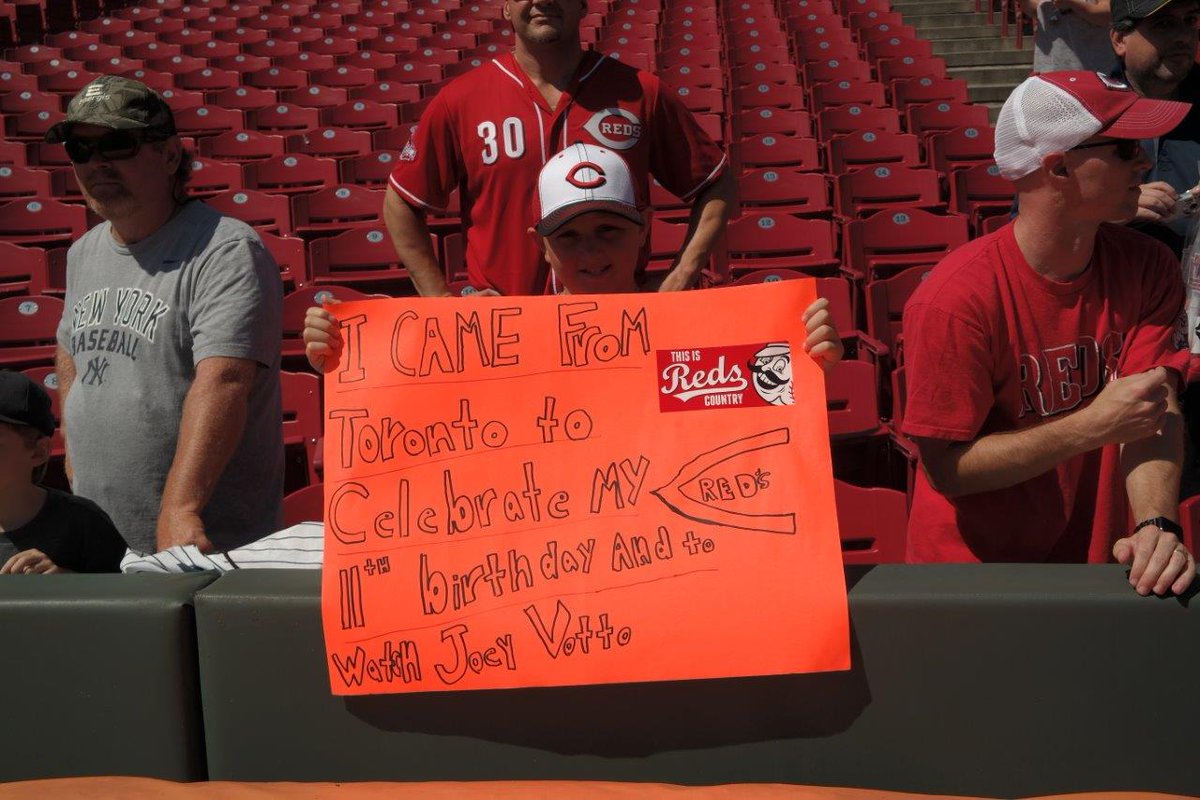 30
REDS
C
NEW YORK
BASEBALL
NY
REDS
I CAME FROM
THIS IS
Reds
COUNTRY
Toronto to
Celebrate MY
RED'S
11TH birthday And to
Watch Joey Votto